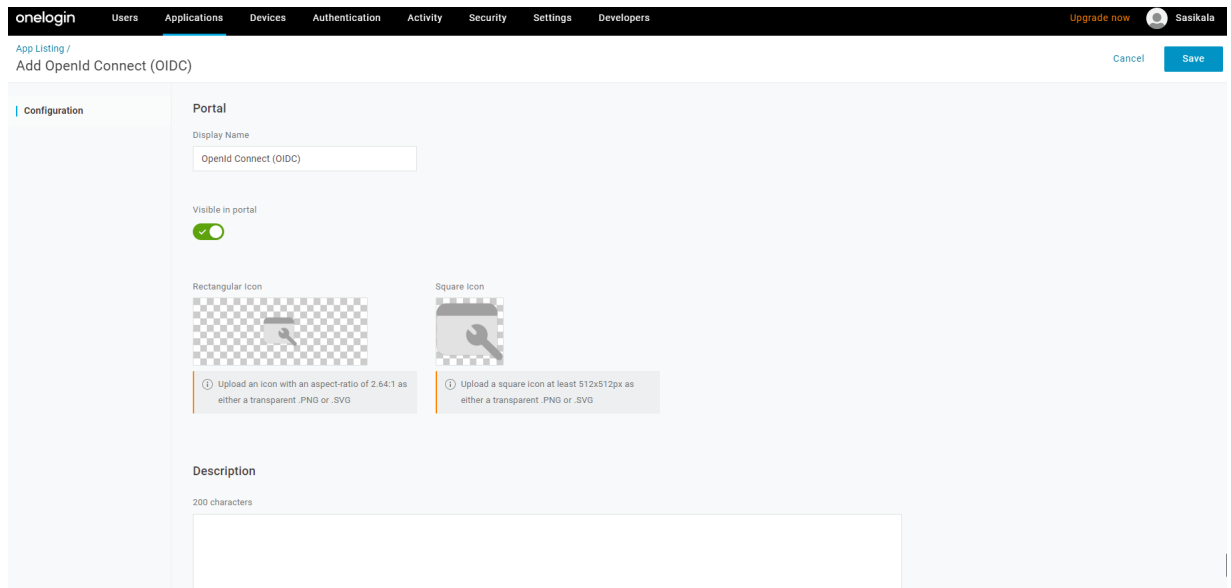 onelogin Users Applications Devices Authentication Activity Security Settings Developers Upgrade now Sasikala
App Listing /
Add OpenId Connect (OIDC)
Cancel Save
Configuration
Portal
Display Name
OpenId Connect (OIDC)
Visible in portal
Rectangular Icon Square Icon
Upload an icon with an aspect-ratio of 2.64:1 as
either a transparent .PNG or .SVG
Upload a square icon at least 512x512px as
either a transparent .PNG or .SVG
Description
200 characters